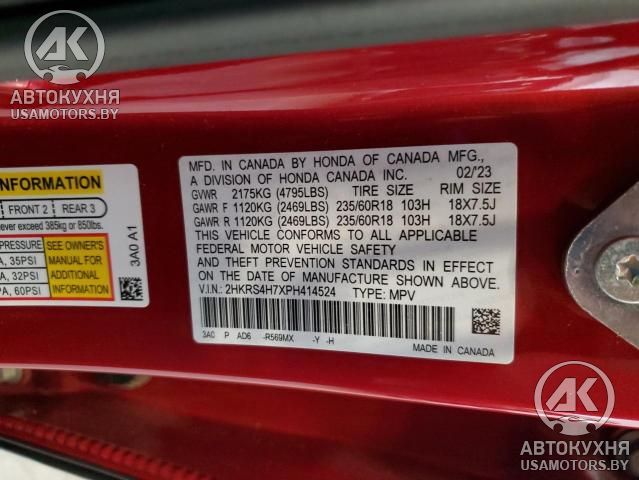 АК
АВТОКУХНЯ
USAMOTORS.BY
INFORMATION
FRONT 2 REAR 3
never exceed 385kg or 850lbs.
PRESSURE
A, 35PSI
A, 32PSI
PA, 60PSI
SEE OWNER'S
MANUAL FOR
ADDITIONAL
INFORMATION
3A0 A1
MFD. IN CANADA BY HONDA OF CANADA MFG.,
A DIVISION OF HONDA CANADA INC. 02/23
GVWR 2175KG (4795LBS) TIRE SIZE RIM SIZE
GAWR F 1120KG (2469LBS) 235/60R18 103H 18X7.5J
GAWR R 1120KG (2469LBS) 235/60R18 103H 18X7.5J
THIS VEHICLE CONFORMS TO ALL APPLICABLE
FEDERAL MOTOR VEHICLE SAFETY
AND THEFT PREVENTION STANDARDS IN EFFECT
ON THE DATE OF MANUFACTURE SHOWN ABOVE.
V.I.N.: 2HKRS4H7XPH414524 TYPE: MPV
3A0 P AD6 -R569MX -Y -H
MADE IN CANADA
АК
АВТОКУХНЯ
USAMOTORS.BY